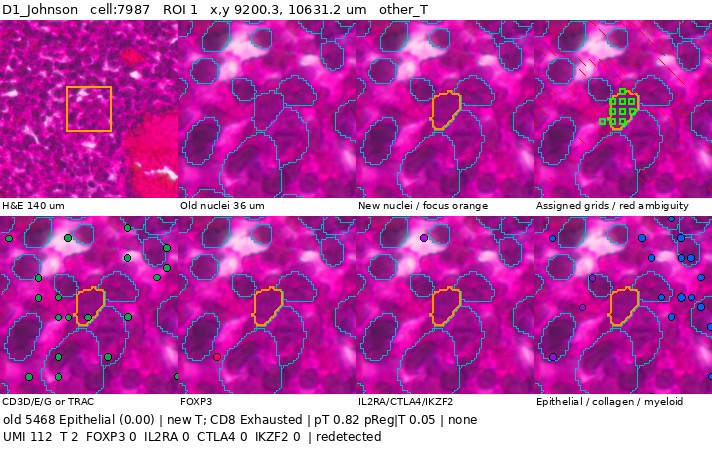 D1_Johnson cell:7987 ROI 1 x,y 9200.3, 10631.2 um other_T
H&E 140 um
Old nuclei 36 um
New nuclei / focus orange
Assigned grids / red ambiguity
CD3D/E/G or TRAC
FOXP3
IL2RA/CTLA4/IKZF2
Epithelial / collagen / myeloid
old 5468 Epithelial (0.00) | new T; CD8 Exhausted | pT 0.82 pReg|T 0.05 | none
UMI 112 T 2 FOXP3 0 IL2RA 0 CTLA4 0 IKZF2 0 | redetected